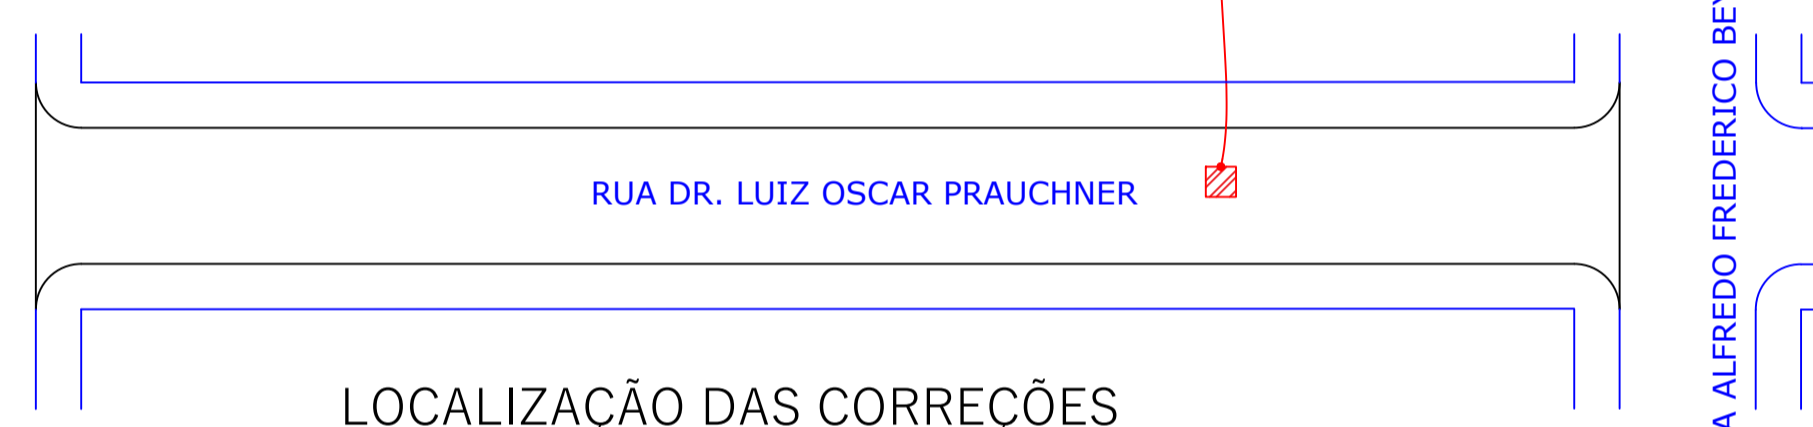 RUA DR. LUIZ OSCAR PRAUCHNER
LOCALIZAÇÃO DAS CORREÇÕES
ALFREDO FREDERICO